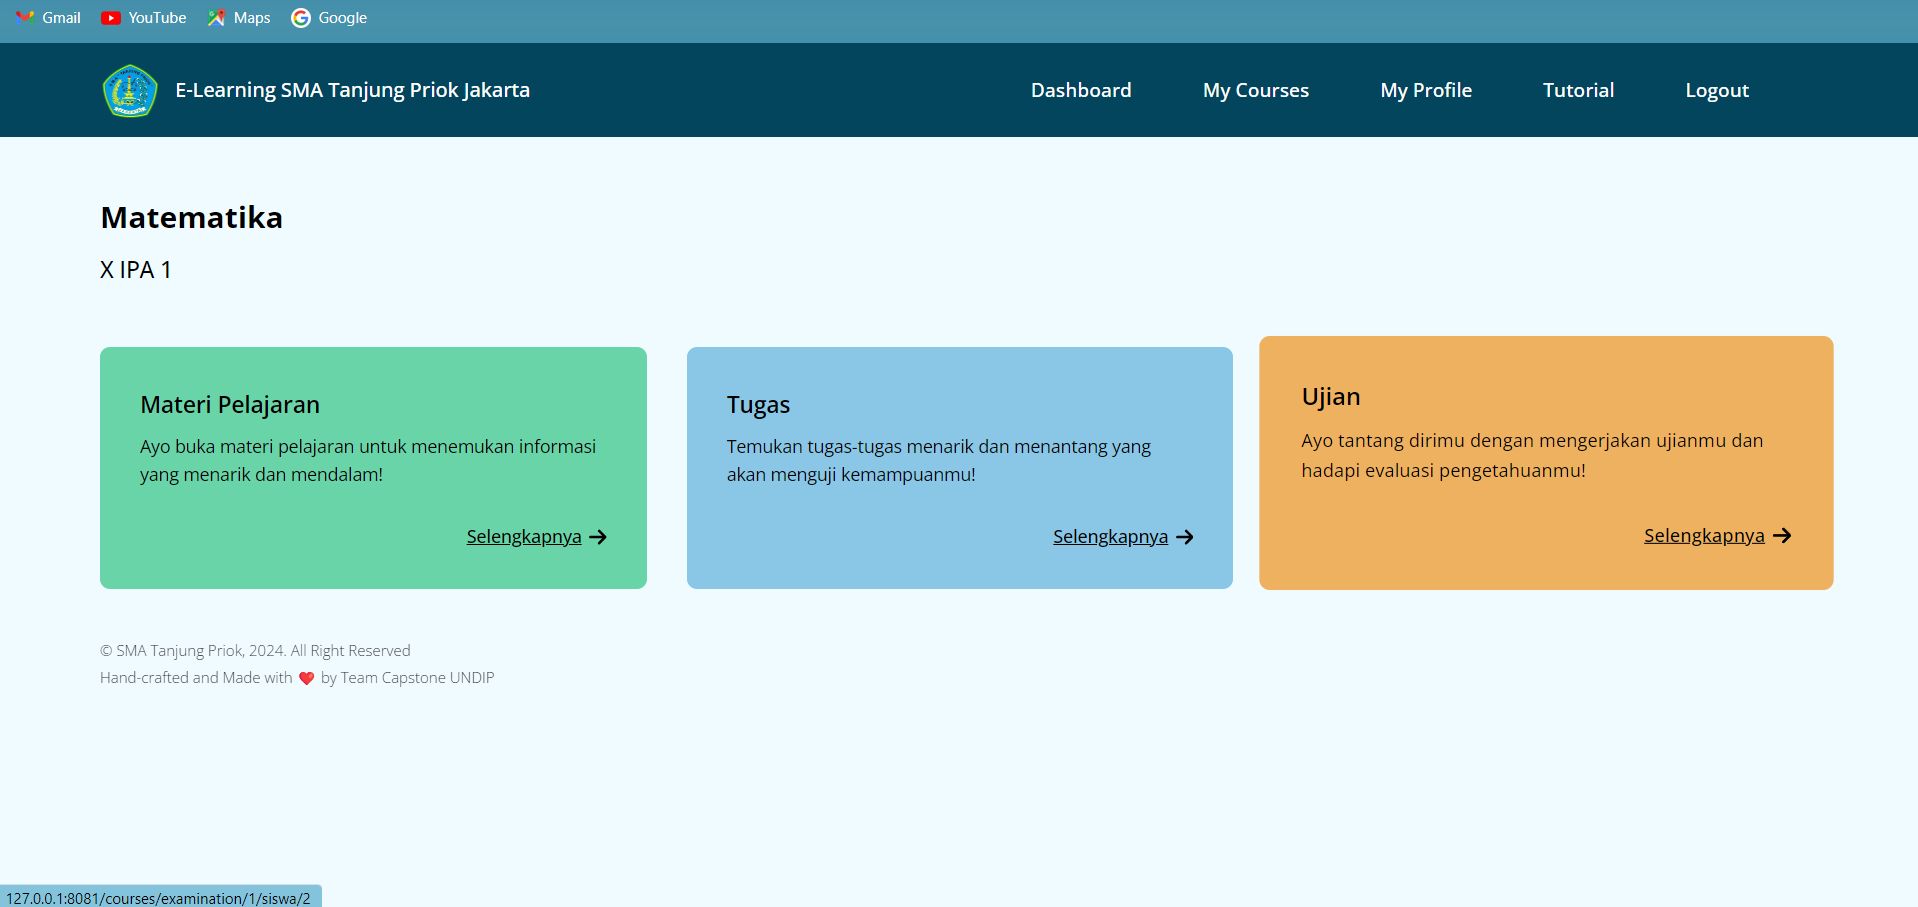 Gmail YouTube Maps Google
E-Learning SMA Tanjung Priok Jakarta Dashboard My Courses My Profile Tutorial Logout
Matematika
X IPA 1
Materi Pelajaran
Ayo buka materi pelajaran untuk menemukan informasi
yang menarik dan mendalam!
Selengkapnya →
Tugas
Temukan tugas-tugas menarik dan menantang yang
akan menguji kemampuanmu!
Selengkapnya →
Ujian
Ayo tantang dirimu dengan mengerjakan ujianmu dan
hadapi evaluasi pengetahuanmu!
Selengkapnya →
© SMA Tanjung Priok, 2024. All Right Reserved
Hand-crafted and Made with ❤️ by Team Capstone UNDIP
127.0.0.1:8081/courses/examination/1/siswa/2